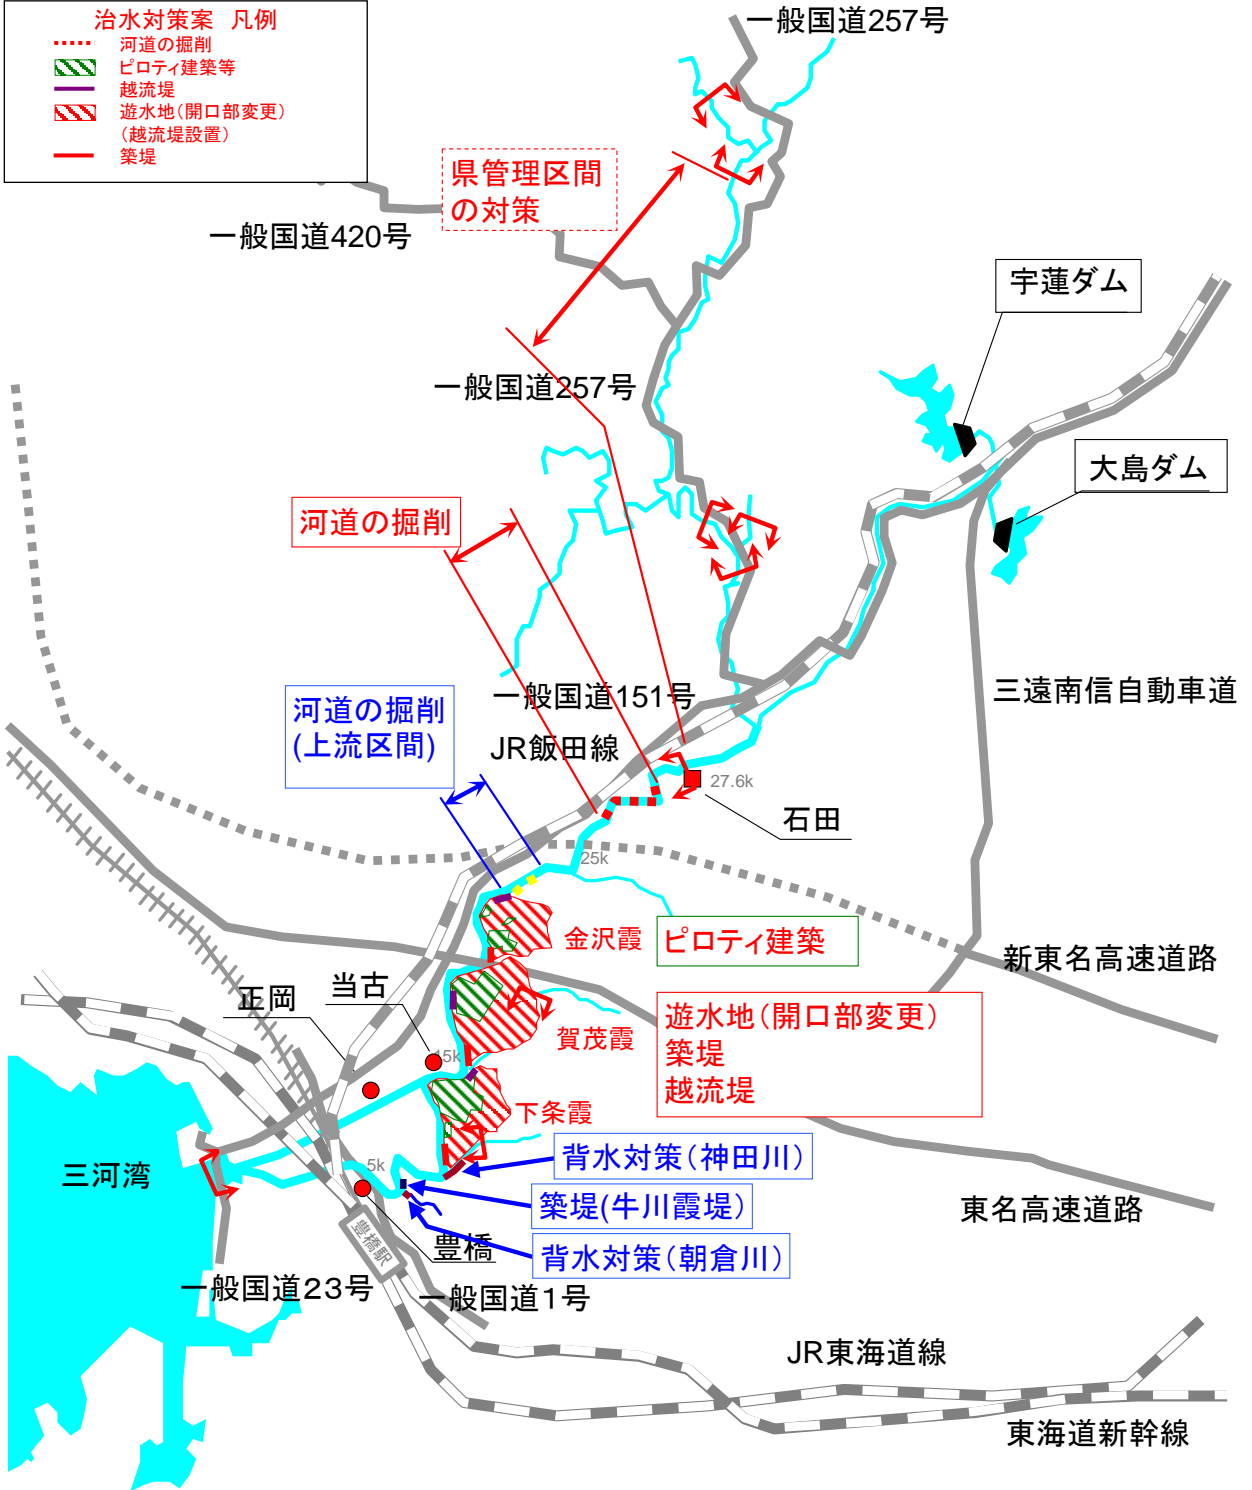 治水対策案 凡例
河道の掘削
ピロティ建築等
越流堤
遊水地(開口部変更)
(越流堤設置)
築堤
一般国道257号
県管理区間
の対策
一般国道420号
宇蓮ダム
一般国道257号
大島ダム
河道の掘削
一般国道151号
三遠南信自動車道
河道の掘削
(上流区間)
JR飯田線
27.6k
石田
25k
金沢霞
ピロティ建築
新東名高速道路
当古
正岡
遊水地(開口部変更)
築堤
越流堤
賀茂霞
15k
下条霞
背水対策(神田川)
三河湾
5k
築堤(牛川霞堤)
東名高速道路
豊橋
豊橋駅
背水対策(朝倉川)
一般国道23号
一般国道1号
JR東海道線
東海道新幹線